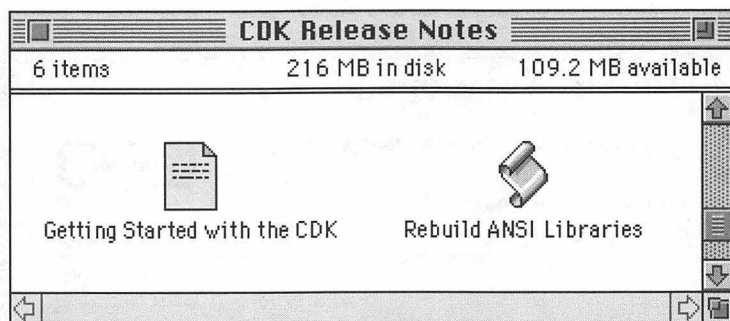 CDK Release Notes
6 items 216 MB in disk 109.2 MB available
Getting Started with the CDK Rebuild ANSI Libraries